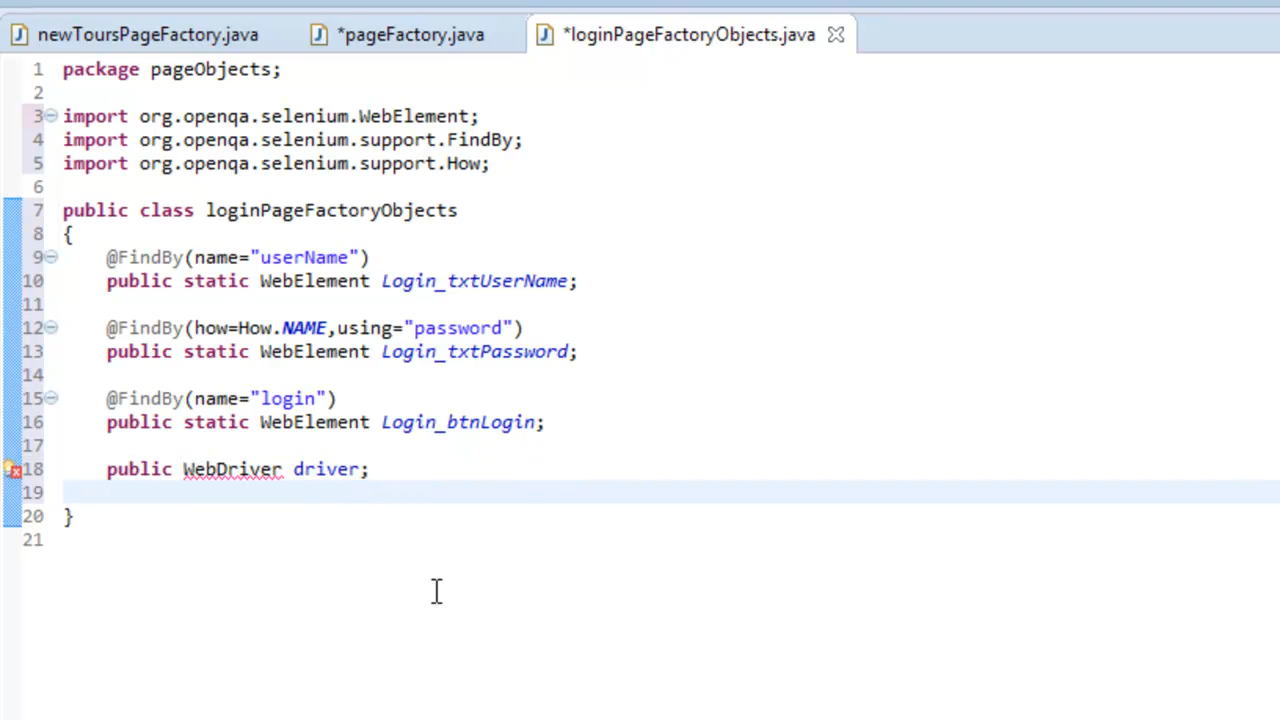 newToursPageFactory.java *pageFactory.java *loginPageFactoryObjects.java
1 package pageObjects;
2
3 import org.openqa.selenium.WebElement;
4 import org.openqa.selenium.support.FindBy;
5 import org.openqa.selenium.support.How;
6
7 public class loginPageFactoryObjects
8 {
9 @FindBy(name="userName")
10 public static WebElement Login_txtUserName;
11
12 @FindBy(how=How.NAME,using="password")
13 public static WebElement Login_txtPassword;
14
15 @FindBy(name="login")
16 public static WebElement Login_btnLogin;
17
18 public WebDriver driver;
19
20 }
21